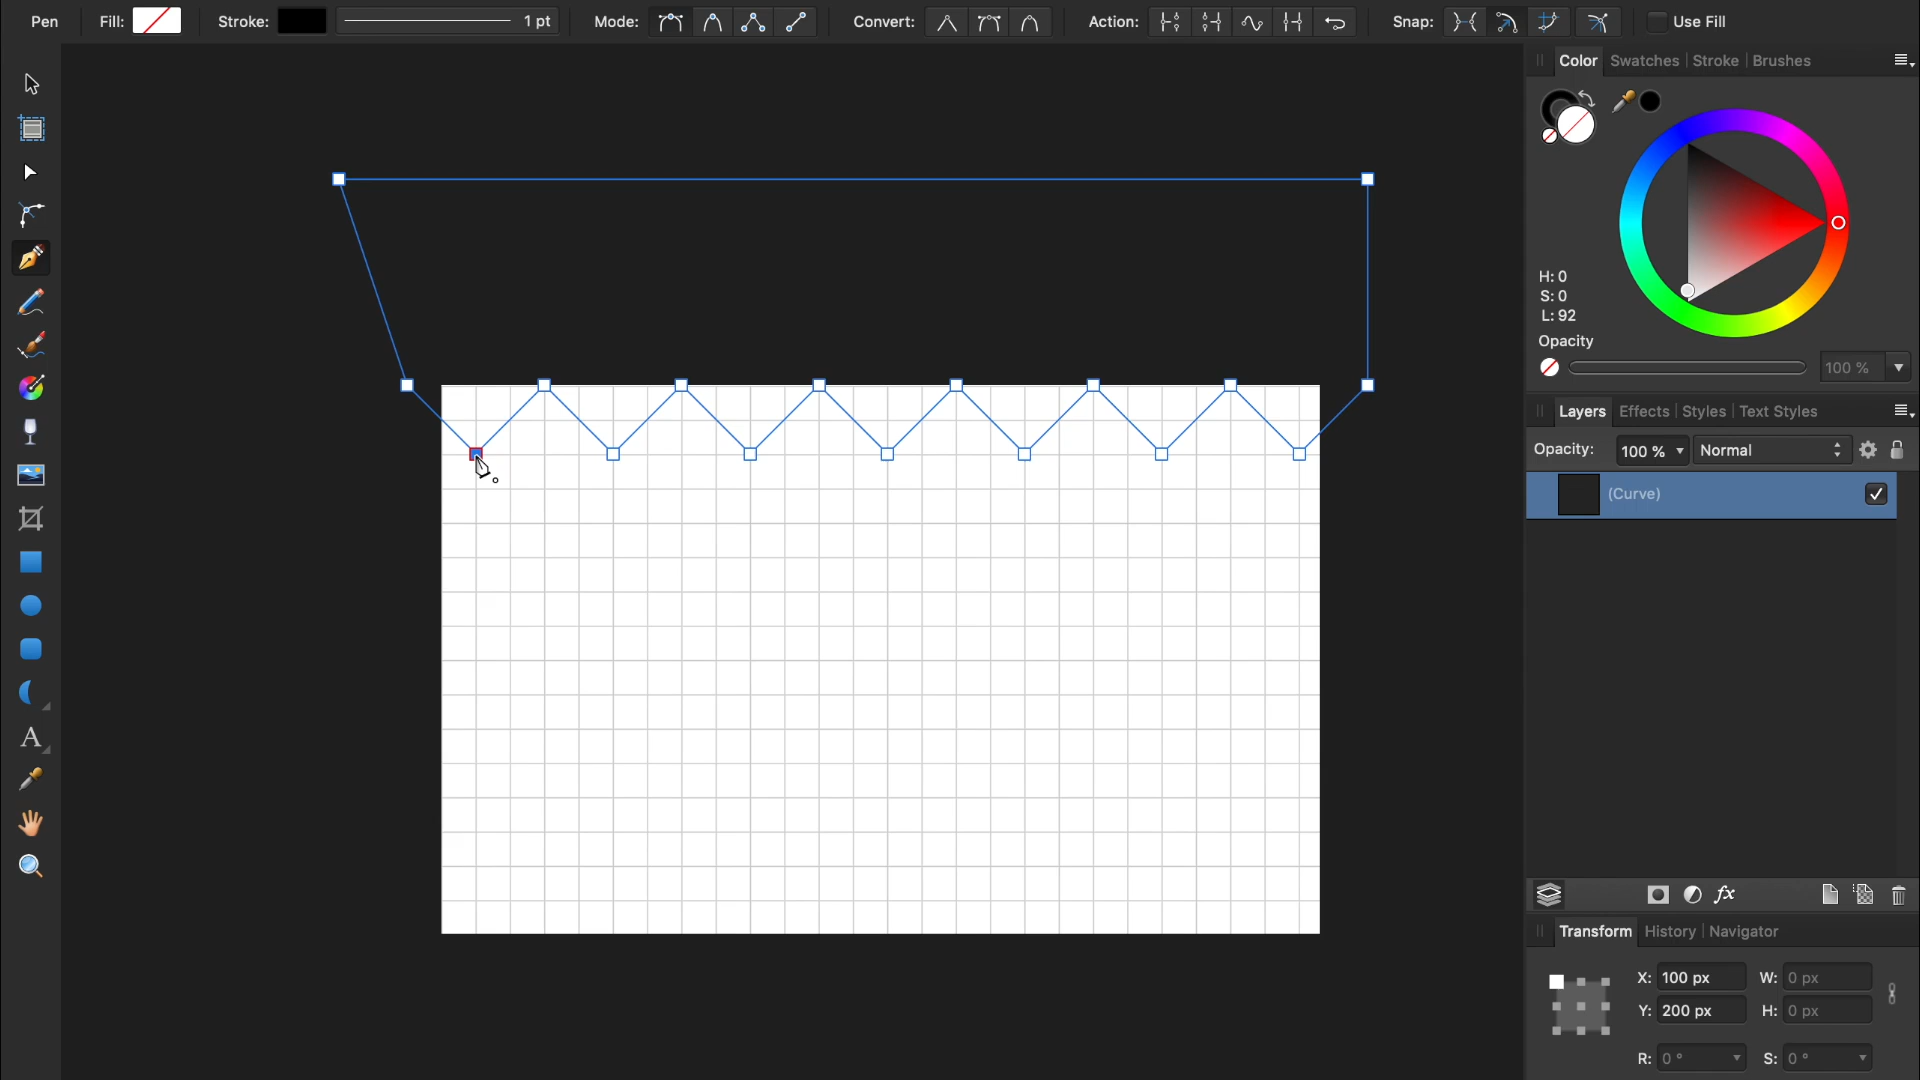 Pen Fill: Stroke: 1 pt Mode: Convert: Action: Snap: Use Fill
Color Swatches Stroke Brushes
H: 0
S: 0
L: 92
Opacity
100 %
Layers Effects Styles Text Styles
Opacity: 100 % Normal
(Curve)
A
fx
Transform History Navigator
X: 100 px W: 0 px
Y: 200 px H: 0 px
R: 0 ° S: 0 °